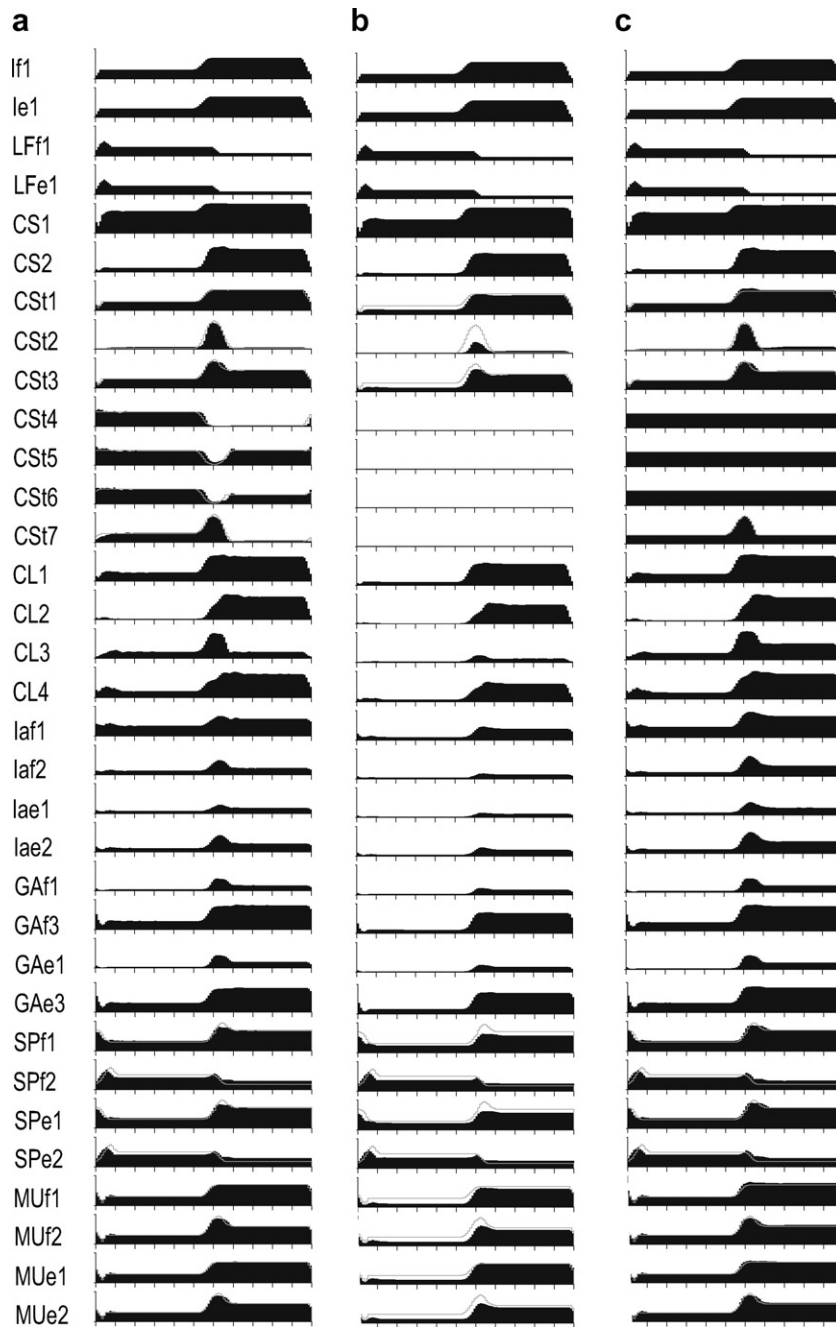 a b c
If1
Ie1
LFf1
LFe1
CS1
CS2
CSt1
CSt2
CSt3
CSt4
CSt5
CSt6
CSt7
CL1
CL2
CL3
CL4
Iaf1
Iaf2
Iae1
Iae2
GAf1
GAf3
GAe1
GAe3
SPf1
SPf2
SPe1
SPe2
MUf1
MUf2
MUe1
MUe2